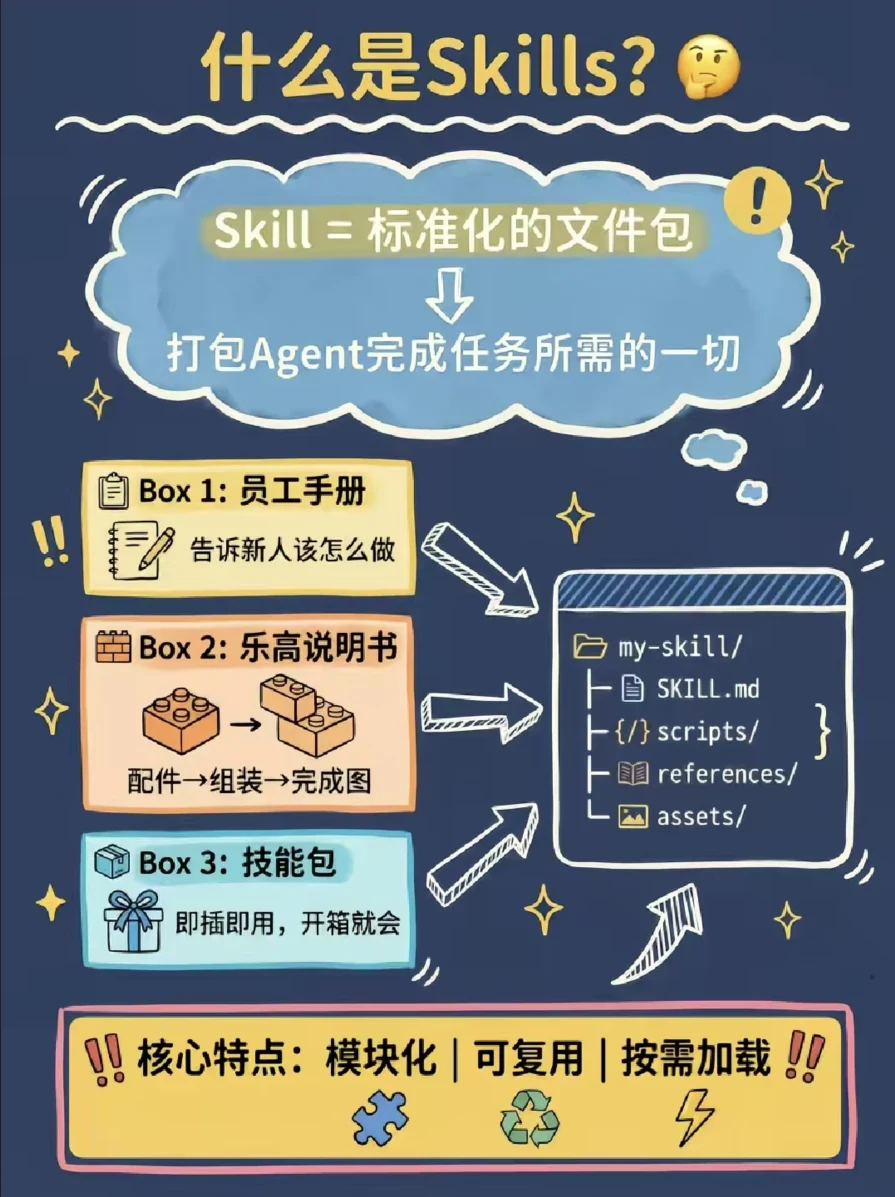 什么是Skills?
Skill = 标准化的文件包
打包Agent完成任务所需的一切
Box 1: 员工手册
告诉新人该怎么做
Box 2: 乐高说明书
配件→组装→完成图
Box 3: 技能包
即插即用，开箱就会
my-skill/
SKILL.md
{/} scripts/
references/
assets/
核心特点：模块化 | 可复用 | 按需加载